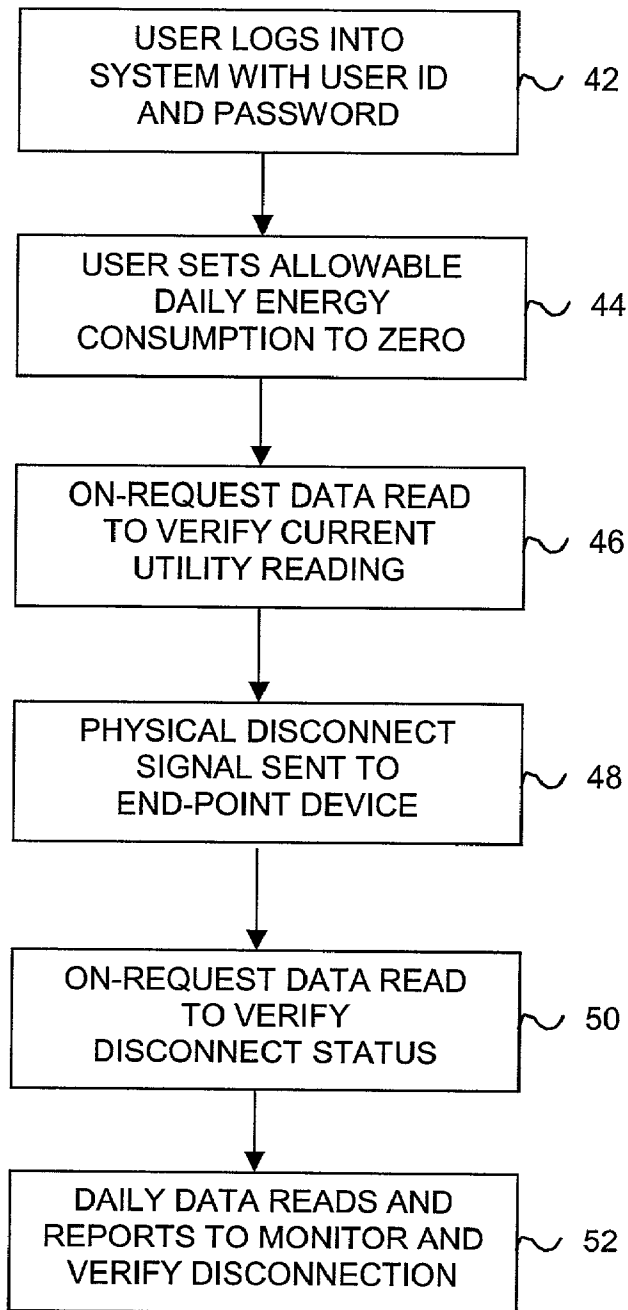 USER LOGS INTO
SYSTEM WITH USER ID
AND PASSWORD
42
USER SETS ALLOWABLE
DAILY ENERGY
CONSUMPTION TO ZERO
44
ON-REQUEST DATA READ
TO VERIFY CURRENT
UTILITY READING
46
PHYSICAL DISCONNECT
SIGNAL SENT TO
END-POINT DEVICE
48
ON-REQUEST DATA READ
TO VERIFY
DISCONNECT STATUS
50
DAILY DATA READS AND
REPORTS TO MONITOR AND
VERIFY DISCONNECTION
52